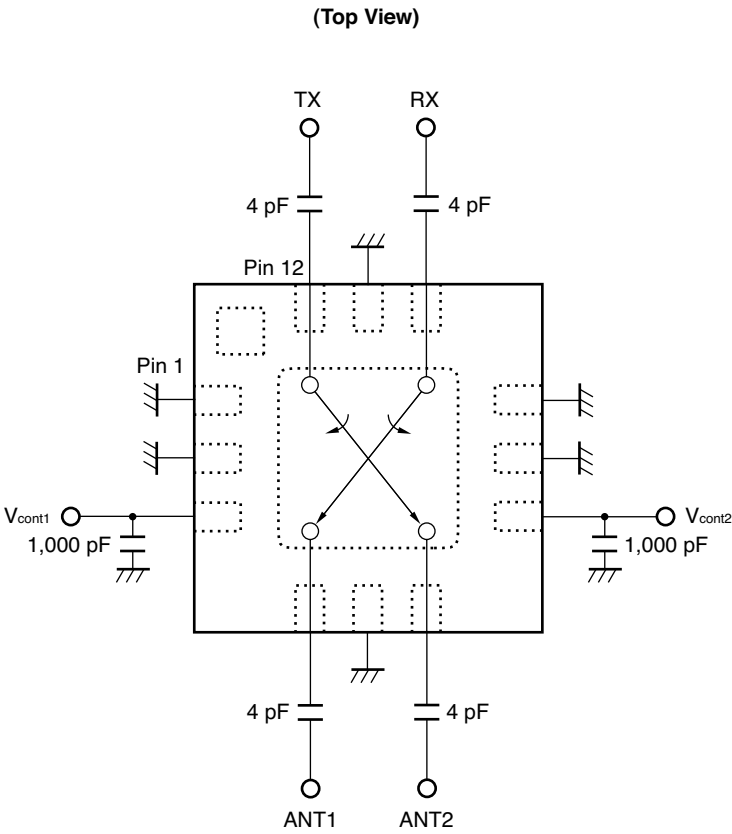 (Top View)
TX RX
4 pF 4 pF
Pin 12
Pin 1
Vcont1 Vcont2
1,000 pF 1,000 pF
4 pF 4 pF
ANT1 ANT2